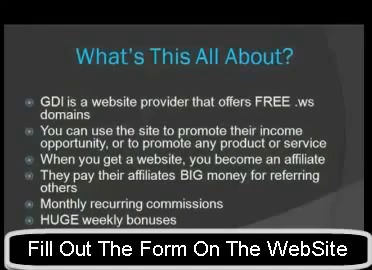 What's This All About?
GDI is a website provider that offers FREE .ws
domains
You can use the site to promote their income
opportunity, or to promote any product or service
When you get a website, you become an affiliate
They pay their affiliates BIG money for referring
others
Monthly recurring commissions
HUGE weekly bonuses
Fill Out The Form On The WebSite